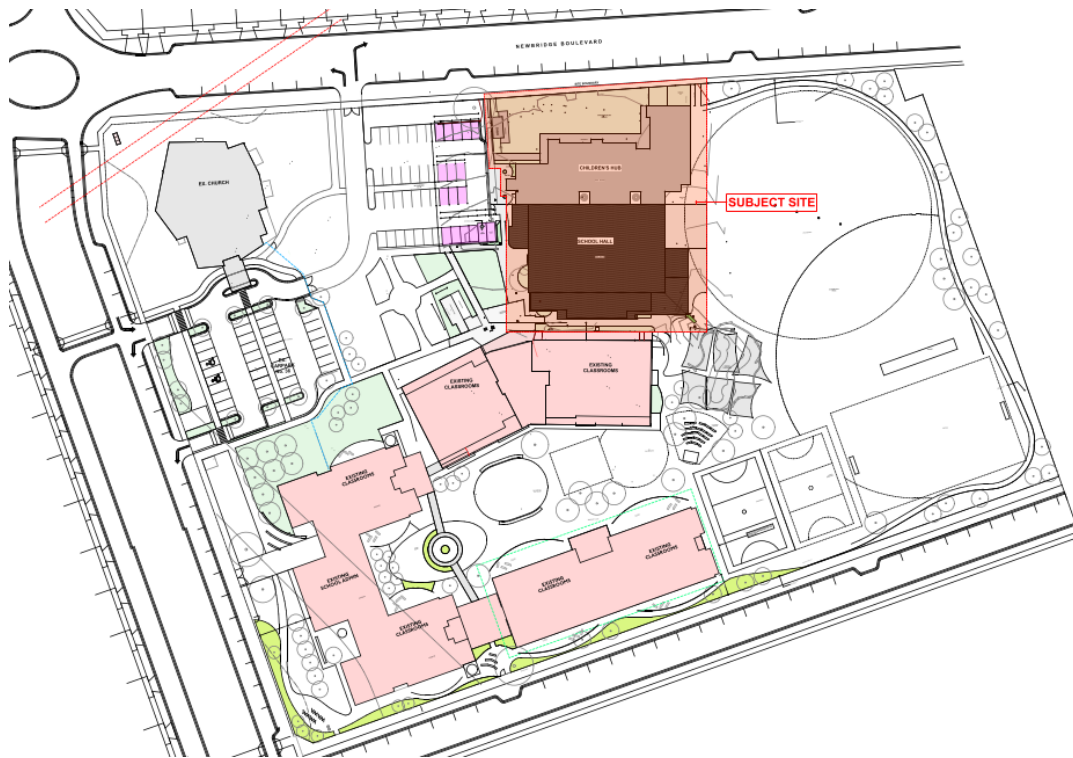 NEWBRIDGE BOULEVARD
EX. CHURCH
CHILDREN'S HUB
SUBJECT SITE
SCHOOL HALL
EXISTING
CLASSROOMS
EXISTING
CLASSROOMS
EXISTING
CLASSROOMS
EXISTING
SCHOOL ADMIN
EXISTING
CLASSROOMS
EXISTING
CLASSROOMS
EXISTING
CLASSROOMS